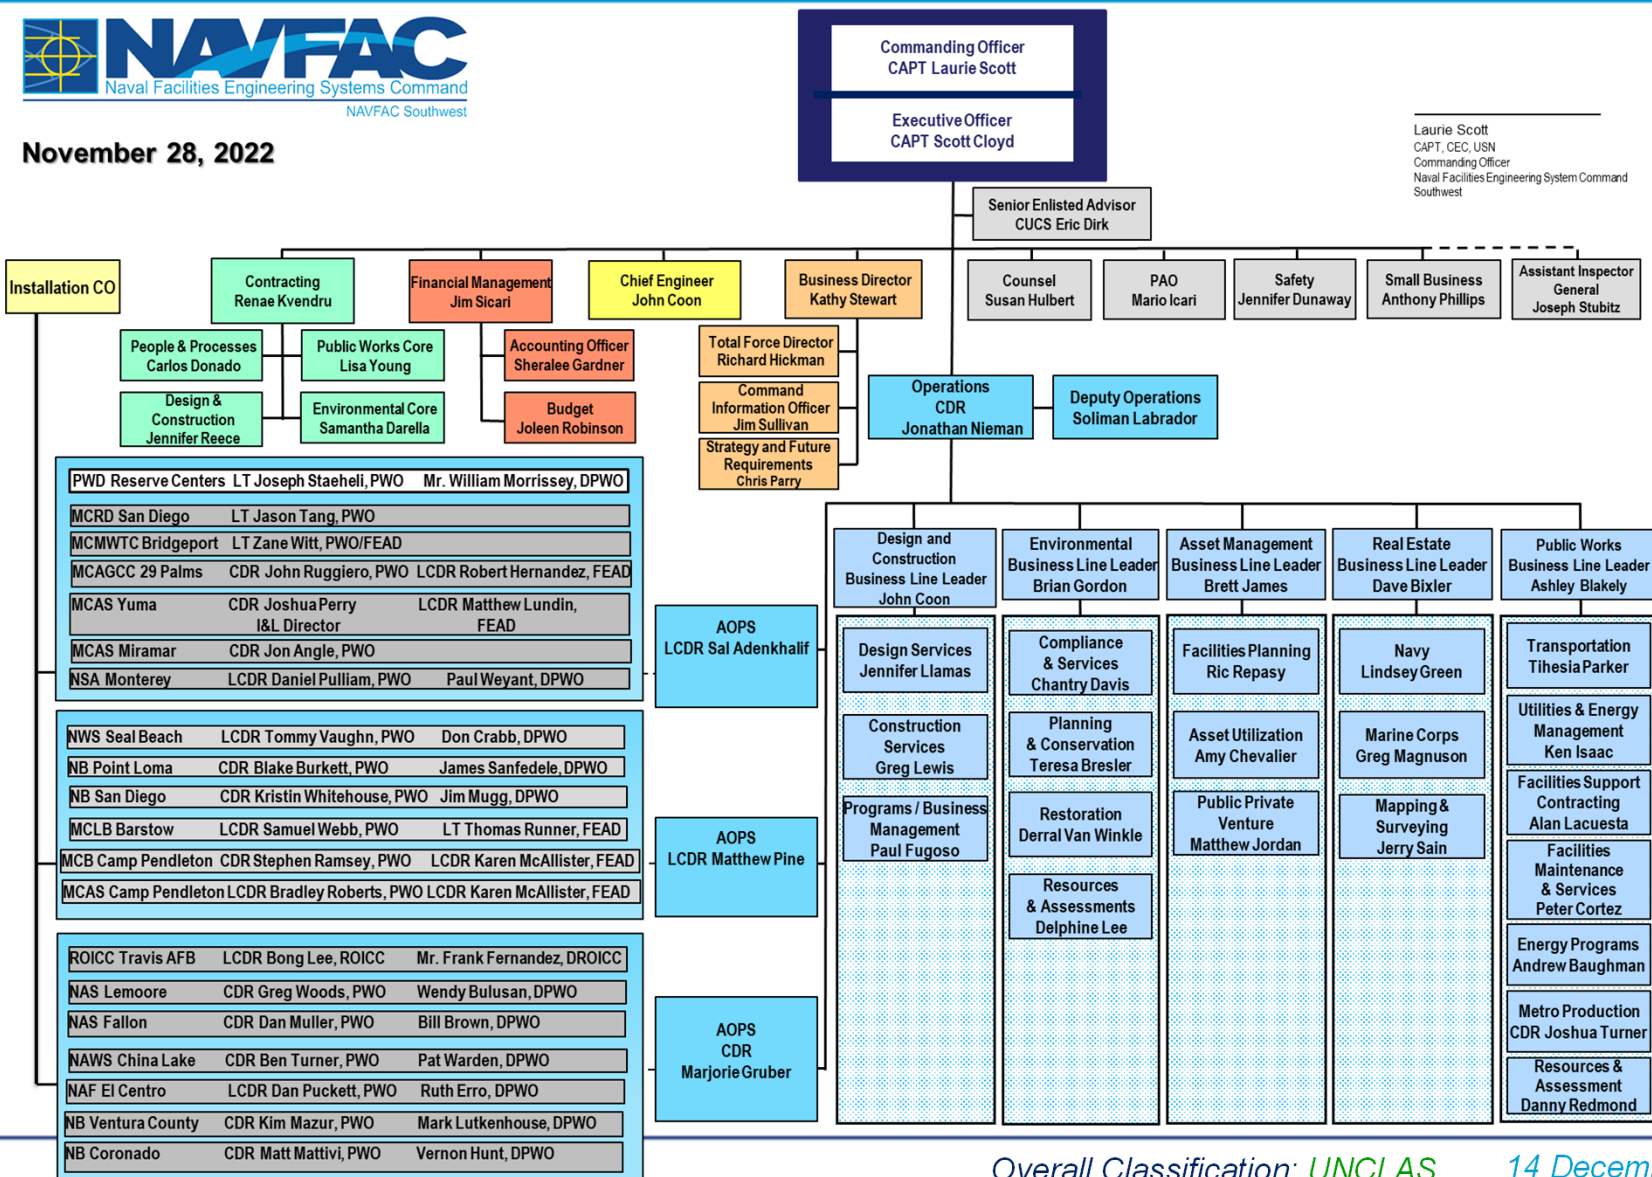 NAVFAC
Naval Facilities Engineering Systems Command
NAVFAC Southwest
November 28, 2022
Commanding Officer
CAPT Laurie Scott
Executive Officer
CAPT Scott Cloyd
Laurie Scott
CAPT, CEC, USN
Commanding Officer
Naval Facilities Engineering System Command
Southwest
Senior Enlisted Advisor
CUCS Eric Dirk
Installation CO
Contracting
Renae Kvendru
Financial Management
Jim Sicari
Chief Engineer
John Coon
Business Director
Kathy Stewart
Counsel
Susan Hulbert
PAO
Mario Icari
Safety
Jennifer Dunaway
Small Business
Anthony Phillips
Assistant Inspector
General
Joseph Stubitz
People & Processes
Carlos Donado
Public Works Core
Lisa Young
Design &
Construction
Jennifer Reece
Environmental Core
Samantha Darella
Accounting Officer
Sheralee Gardner
Budget
Joleen Robinson
Total Force Director
Richard Hickman
Command
Information Officer
Jim Sullivan
Strategy and Future
Requirements
Chris Parry
Operations
CDR
Jonathan Nieman
Deputy Operations
Soliman Labrador
PWD Reserve Centers LT Joseph Staeheli, PWO Mr. William Morrissey, DPWO
MCRD San Diego LT Jason Tang, PWO
MCMWTC Bridgeport LT Zane Witt, PWO/FEAD
MCAGCC 29 Palms CDR John Ruggiero, PWO LCDR Robert Hernandez, FEAD
MCAS Yuma CDR Joshua Perry LCDR Matthew Lundin,
I&L Director FEAD
MCAS Miramar CDR Jon Angle, PWO
NSA Monterey LCDR Daniel Pulliam, PWO Paul Weyant, DPWO
AOPS
LCDR Sal Adenkhalif
NWS Seal Beach LCDR Tommy Vaughn, PWO Don Crabb, DPWO
NB Point Loma CDR Blake Burkett, PWO James Sanfedele, DPWO
NB San Diego CDR Kristin Whitehouse, PWO Jim Mugg, DPWO
MCLB Barstow LCDR Samuel Webb, PWO LT Thomas Runner, FEAD
MCB Camp Pendleton CDR Stephen Ramsey, PWO LCDR Karen McAllister, FEAD
MCAS Camp Pendleton LCDR Bradley Roberts, PWO LCDR Karen McAllister, FEAD
AOPS
LCDR Matthew Pine
ROICC Travis AFB LCDR Bong Lee, ROICC Mr. Frank Fernandez, DROICC
NAS Lemoore CDR Greg Woods, PWO Wendy Bulusan, DPWO
NAS Fallon CDR Dan Muller, PWO Bill Brown, DPWO
NAWS China Lake CDR Ben Turner, PWO Pat Warden, DPWO
NAF El Centro LCDR Dan Puckett, PWO Ruth Erro, DPWO
NB Ventura County CDR Kim Mazur, PWO Mark Lutkenhouse, DPWO
NB Coronado CDR Matt Mattivi, PWO Vernon Hunt, DPWO
AOPS
CDR
Marjorie Gruber
Design and
Construction
Business Line Leader
John Coon
Design Services
Jennifer Llamas
Construction
Services
Greg Lewis
Programs / Business
Management
Paul Fugoso
Environmental
Business Line Leader
Brian Gordon
Compliance
& Services
Chantry Davis
Planning
& Conservation
Teresa Bresler
Restoration
Derral Van Winkle
Resources
& Assessments
Delphine Lee
Asset Management
Business Line Leader
Brett James
Facilities Planning
Ric Repasy
Asset Utilization
Amy Chevalier
Public Private
Venture
Matthew Jordan
Real Estate
Business Line Leader
Dave Bixler
Navy
Lindsey Green
Marine Corps
Greg Magnuson
Mapping &
Surveying
Jerry Sain
Public Works
Business Line Leader
Ashley Blakely
Transportation
Tihesia Parker
Utilities & Energy
Management
Ken Isaac
Facilities Support
Contracting
Alan Lacuesta
Facilities
Maintenance
& Services
Peter Cortez
Energy Programs
Andrew Baughman
Metro Production
CDR Joshua Turner
Resources &
Assessment
Danny Redmond
Overall Classification: UNCLAS 14 Decem